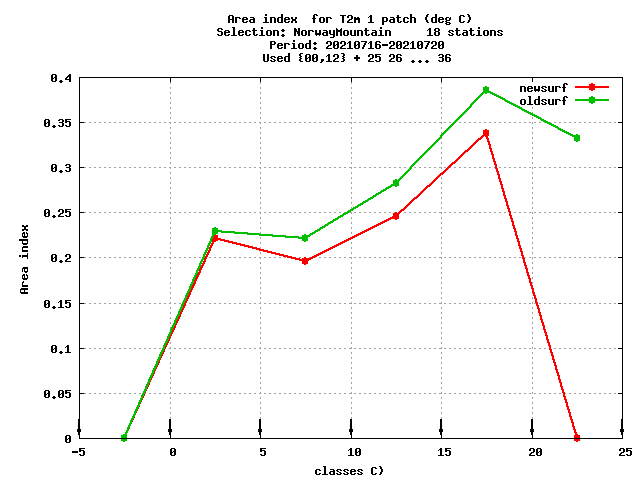 Area index  for T2m 1 patch (deg C)
Selection: NorwayMountain     18 stations
Period: 20210716-20210720
Used {00,12} + 25 26 ... 36
newsurf
oldsurf
0.4
0.35
0.3
0.25
0.2
0.15
0.1
0.05
0
Area index
-5 0 5 10 15 20 25
classes C)